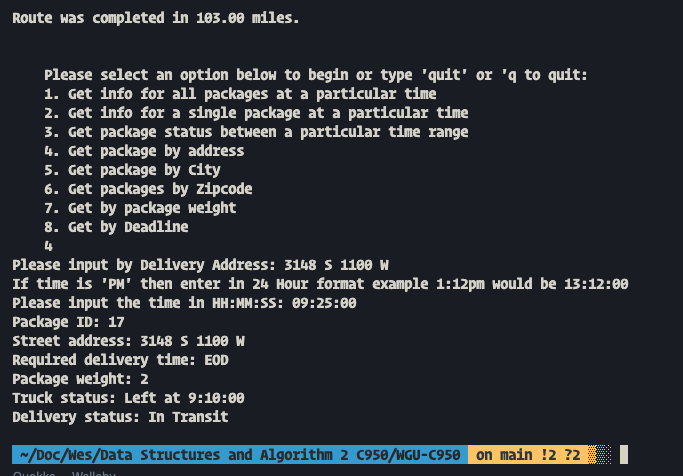 Route was completed in 103.00 miles.
Please select an option below to begin or type 'quit' or 'q to quit:
1. Get info for all packages at a particular time
2. Get info for a single package at a particular time
3. Get package status between a particular time range
4. Get package by address
5. Get package by City
6. Get packages by Zipcode
7. Get by package weight
8. Get by Deadline
4
Please input by Delivery Address: 3148 S 1100 W
If time is 'PM' then enter in 24 Hour format example 1:12pm would be 13:12:00
Please input the time in HH:MM:SS: 09:25:00
Package ID: 17
Street address: 3148 S 1100 W
Required delivery time: EOD
Package weight: 2
Truck status: Left at 9:10:00
Delivery status: In Transit
~/Doc/Wes/Data Structures and Algorithm 2 C950/WGU-C950 on main !2 ?2